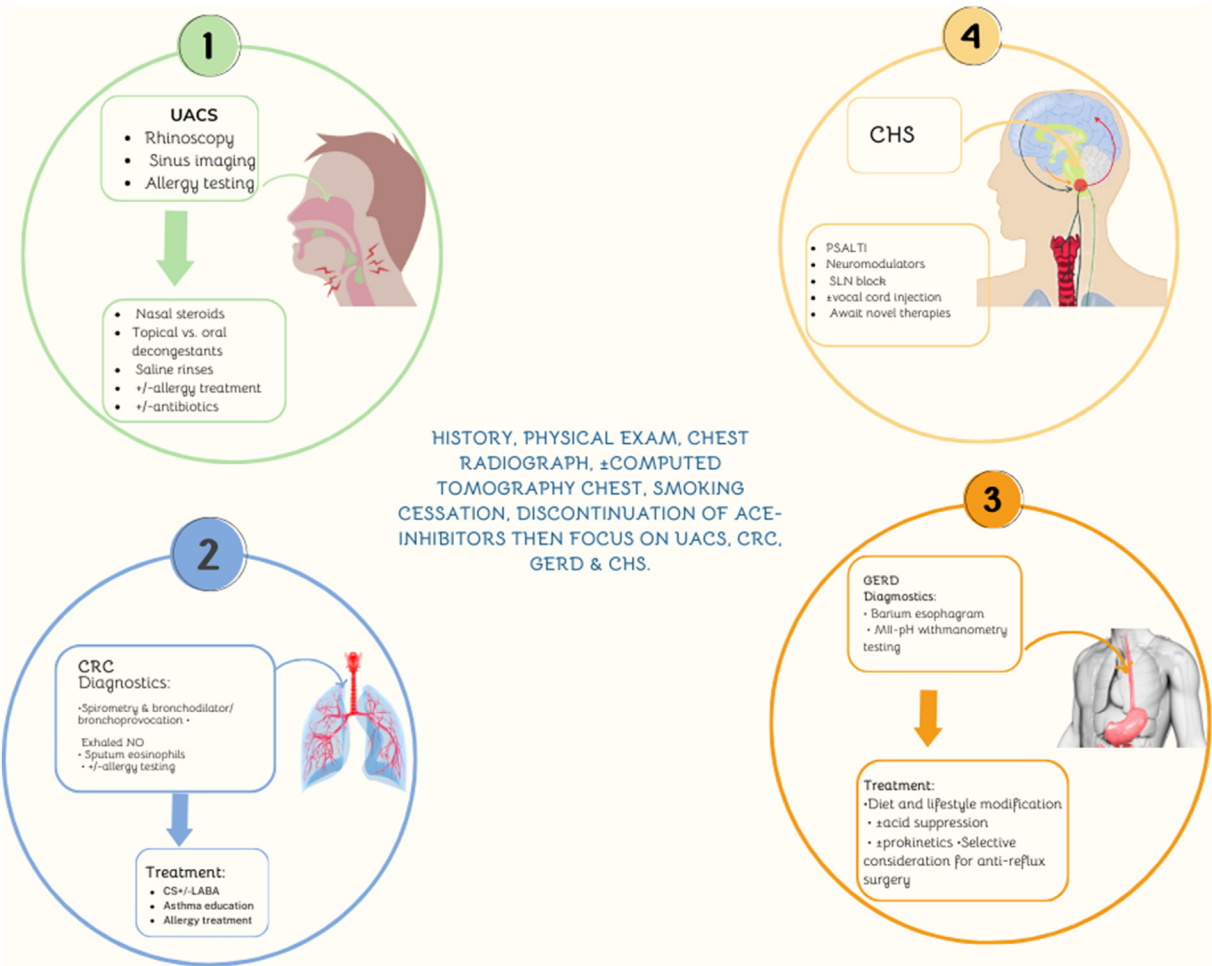 1
UACS
• Rhinoscopy
• Sinus imaging
• Allergy testing
• Nasal steroids
• Topical vs. oral
decongestants
• Saline rinses
• +/-allergy treatment
• +/-antibiotics
4
CHS
• PSALTI
• Neuromodulators
• SLN block
• ±vocal cord injection
• Await novel therapies
HISTORY, PHYSICAL EXAM, CHEST
RADIOGRAPH, ±COMPUTED
TOMOGRAPHY CHEST, SMOKING
CESSATION, DISCONTINUATION OF ACE-
INHIBITORS THEN FOCUS ON UACS, CRC,
GERD & CHS.
2
CRC
Diagnostics:
•Spirometry & bronchodilator/
bronchoprovocation •
Exhaled NO
• Sputum eosinophils
• +/-allergy testing
Treatment:
• CS+/-LABA
• Asthma education
• Allergy treatment
3
GERD
Diagnostics:
• Barium esophagram
• MII-pH withmanometry
testing
Treatment:
•Diet and lifestyle modification
• ±acid suppression
• ±prokinetics •Selective
consideration for anti-reflux
surgery